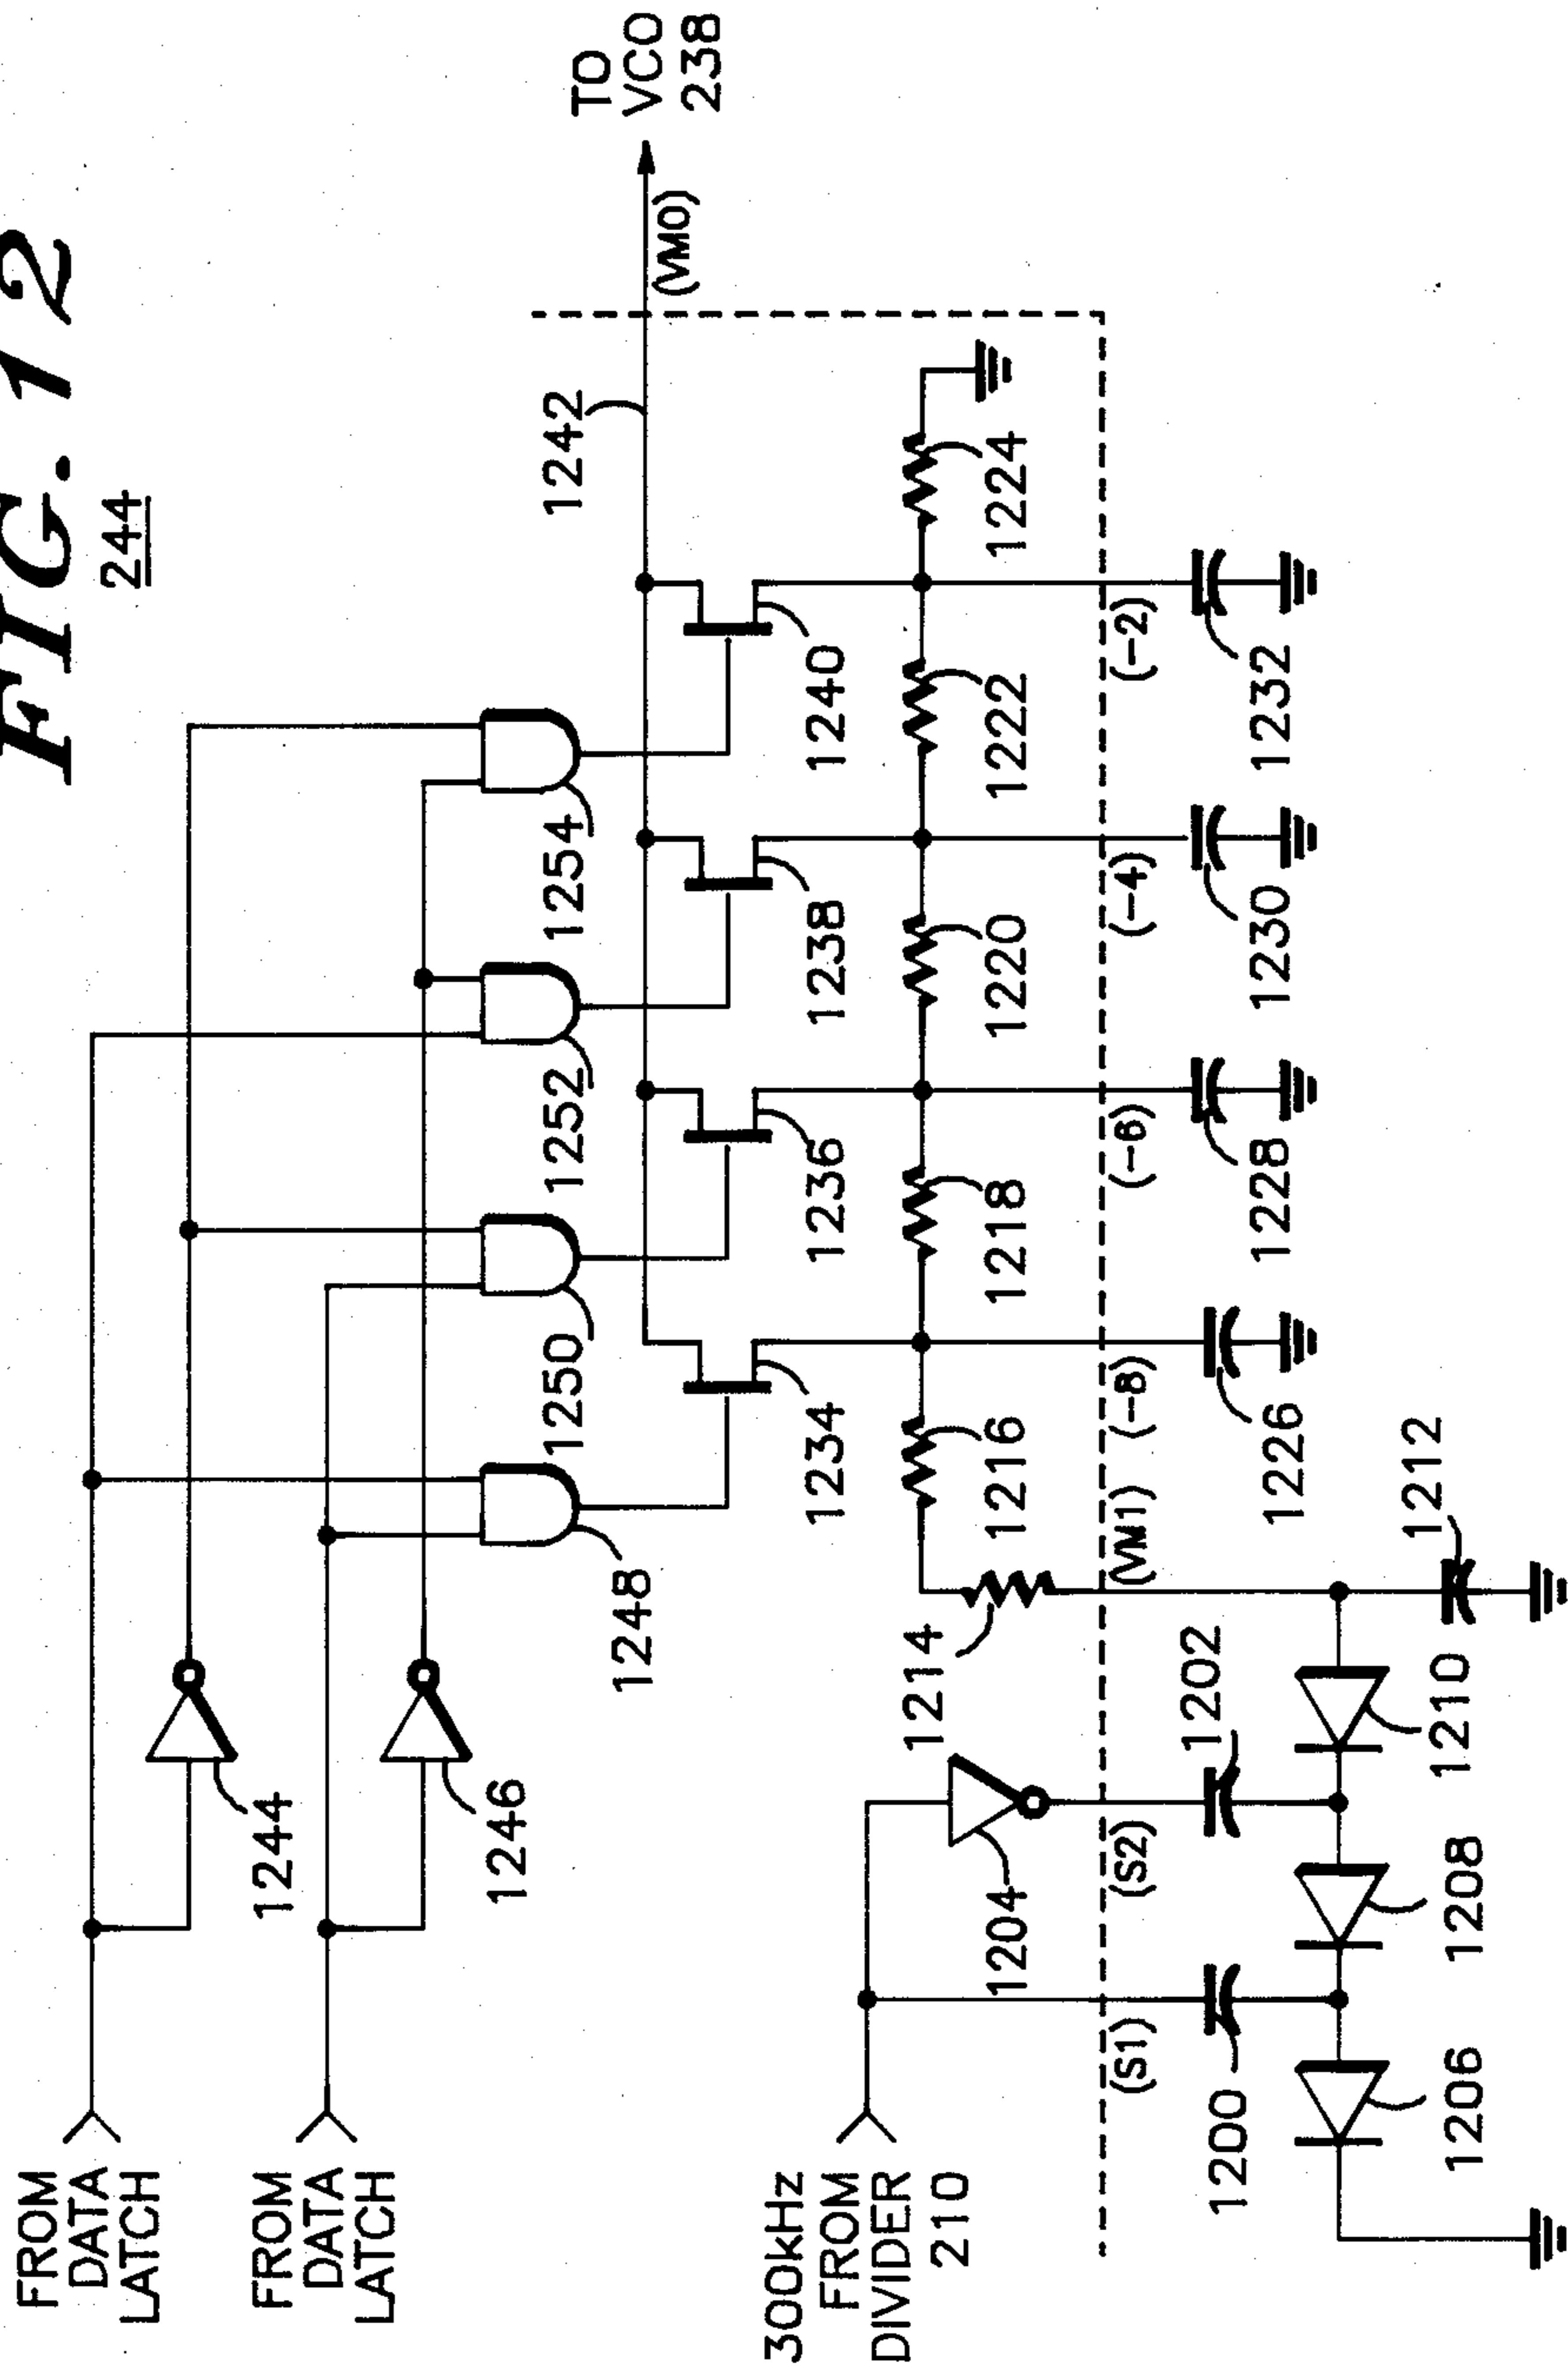 FIG. 12
244
FROM
DATA
LATCH
FROM
DATA
LATCH
1244
1246
1248
1250
1252
1254
1242
TO
VCO
238
(VMO)
1234
1236
1238
1240
300kHz
FROM
DIVIDER
210
1204
1214
1216
1218
1220
1222
1224
(S1)
(S2)
(VM1)
(-8)
(-6)
(-4)
(-2)
1200
1202
1226
1228
1230
1232
1212
1206
1208
1210